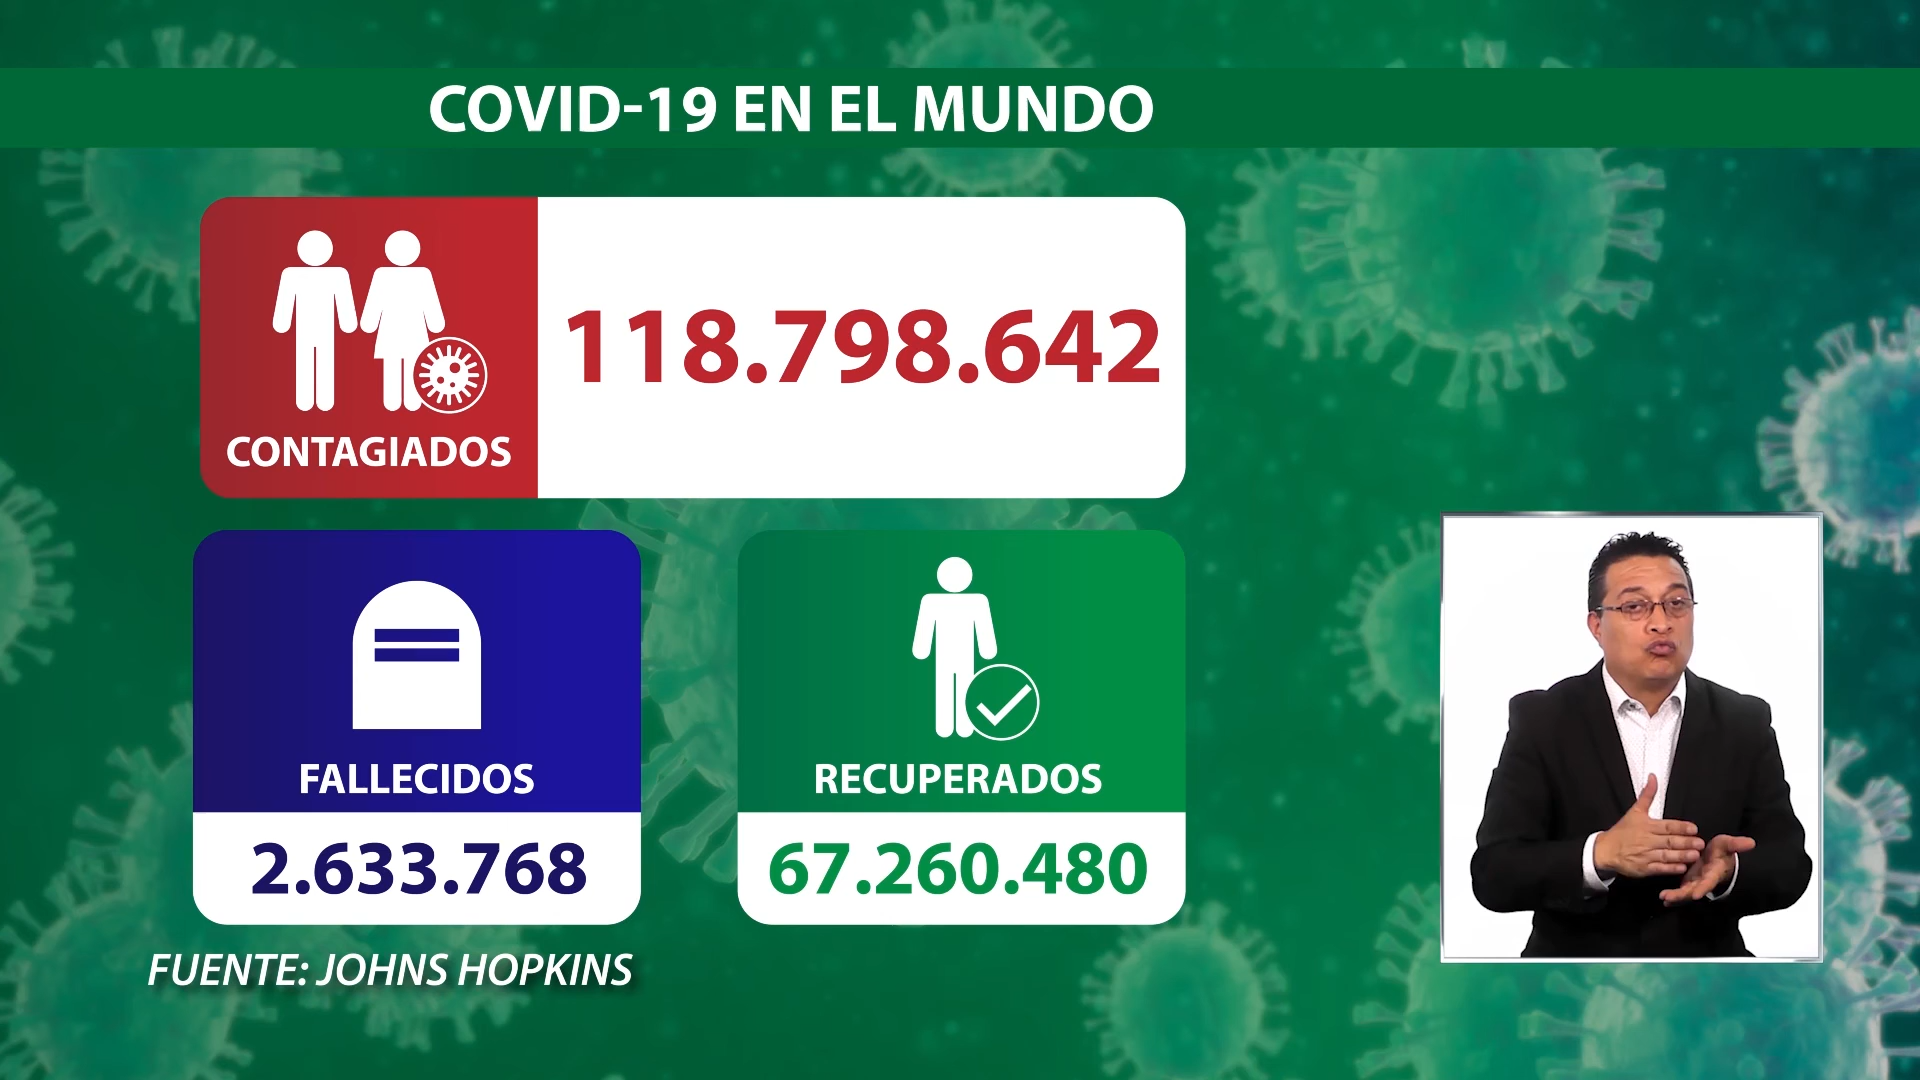 COVID-19 EN EL MUNDO
CONTAGIADOS
118.798.642
FALLECIDOS
2.633.768
RECUPERADOS
67.260.480
FUENTE: JOHNS HOPKINS